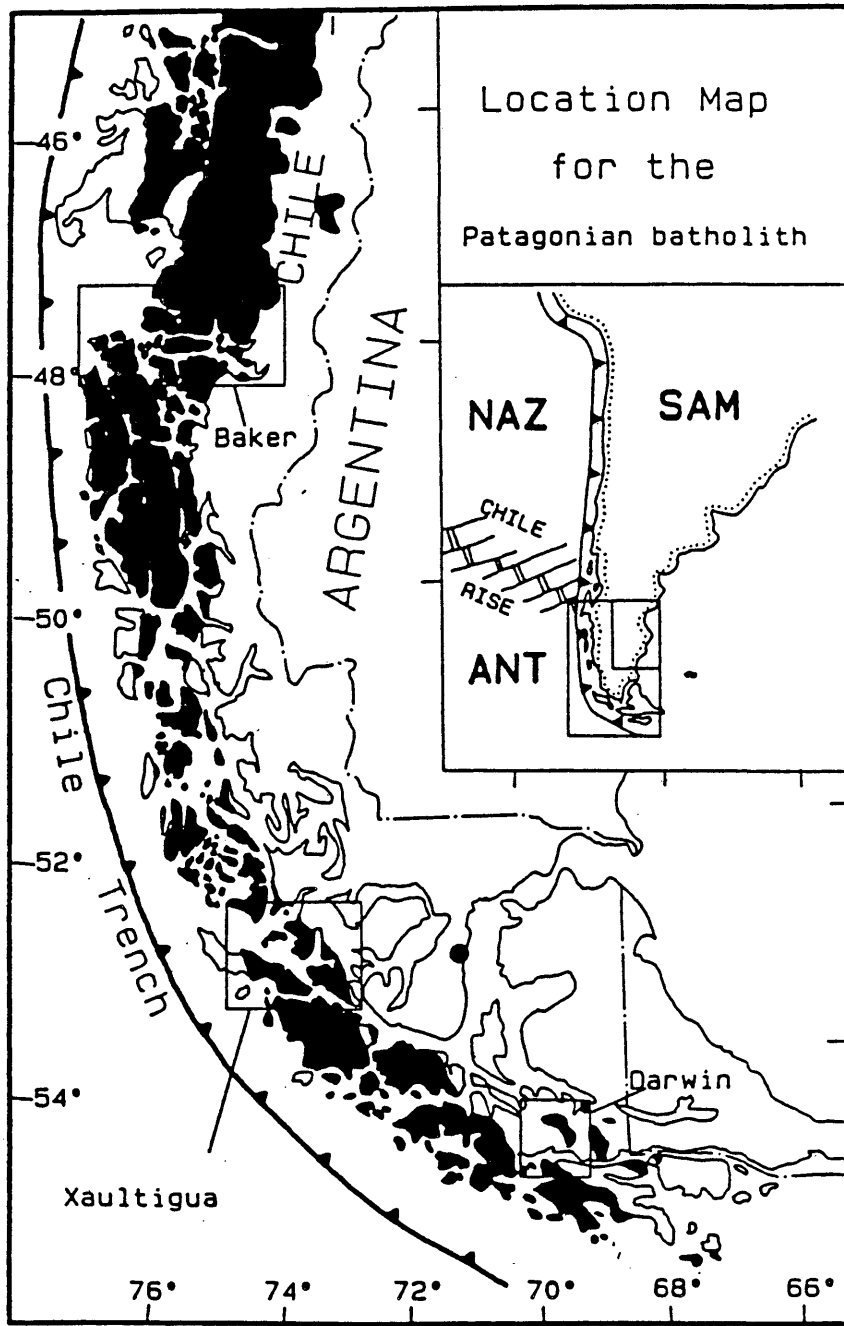 Location Map
for the
Patagonian batholith
46°
CHILE
ARGENTINA
NAZ
SAM
48°
Baker
CHILE
RISE
ANT
50°
Chile
Trench
52°
54°
Darwin
Xaultigua
76°
74°
72°
70°
68°
66°